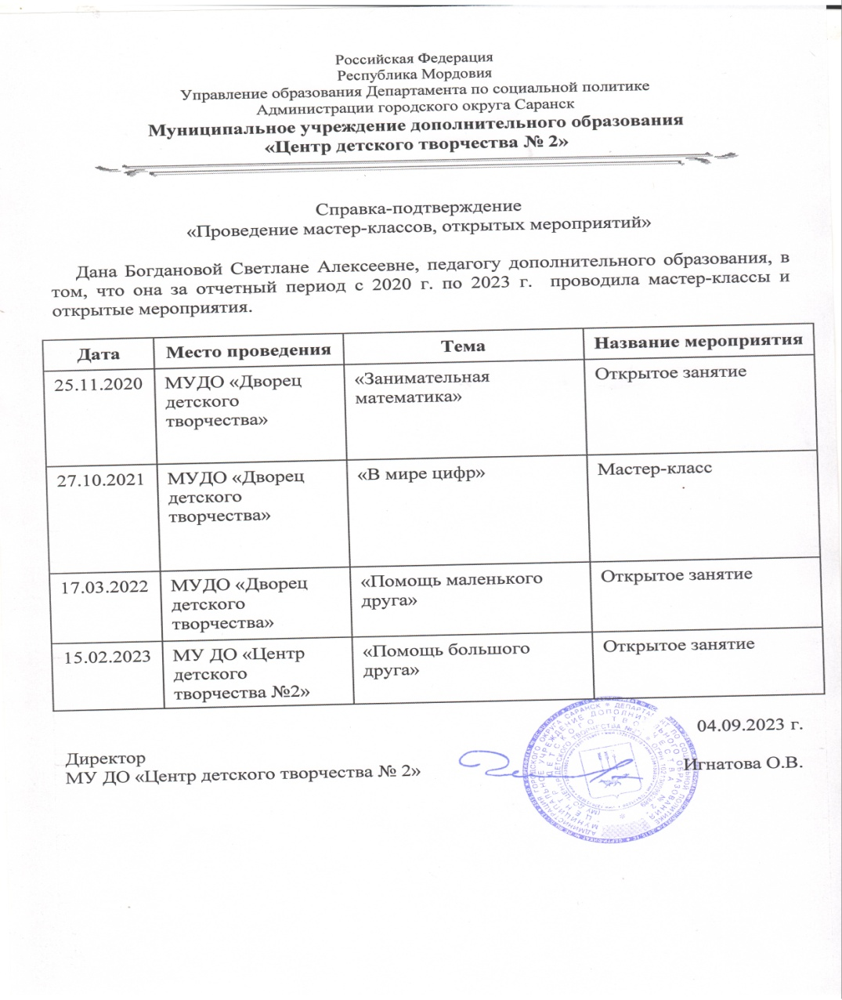 Российская Федерация
Республика Мордовия
Управление образования Департамента по социальной политике
Администрации городского округа Саранск
Муниципальное учреждение дополнительного образования
«Центр детского творчества № 2»
Справка-подтверждение
«Проведение мастер-классов, открытых мероприятий»
Дана Богдановой Светлане Алексеевне, педагогу дополнительного образования, в
том, что она за отчетный период с 2020 г. по 2023 г. проводила мастер-классы и
открытые мероприятия.
Дата Место проведения Тема Название мероприятия
25.11.2020 МУДО «Дворец «Занимательная Открытое занятие
детского математика»
творчества»
27.10.2021 МУДО «Дворец «В мире цифр» Мастер-класс
детского
творчества»
17.03.2022 МУДО «Дворец «Помощь маленького Открытое занятие
детского друга»
творчества»
15.02.2023 МУ ДО «Центр «Помощь большого Открытое занятие
детского друга»
творчества №2»
04.09.2023 г.
Директор
МУ ДО «Центр детского творчества № 2» Игнатова О.В.